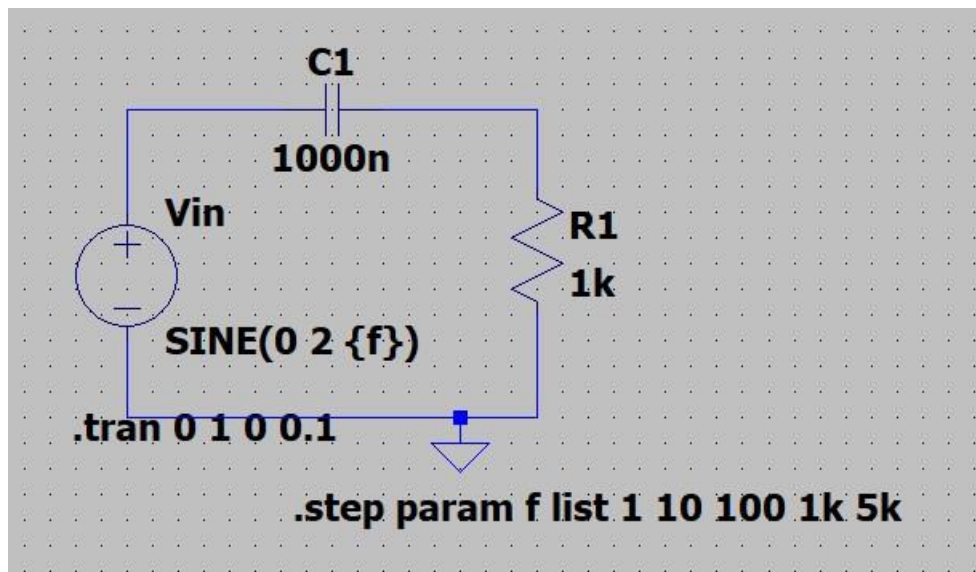 C1
1000n
Vin
R1
1k
SINE(0 2 {f})
.tran 0 1 0 0.1
.step param f list 1 10 100 1k 5k